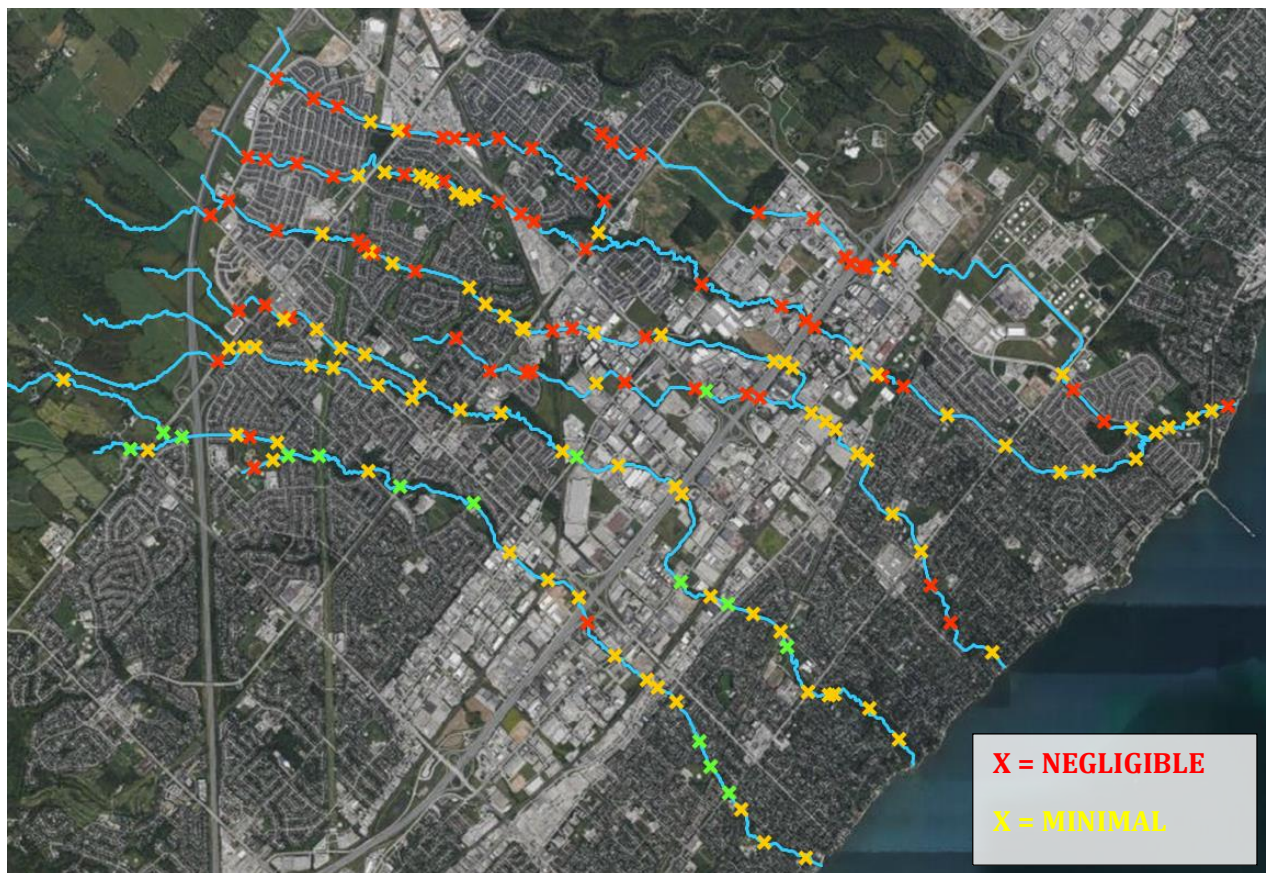 X = NEGLIGIBLE
X = MINIMAL